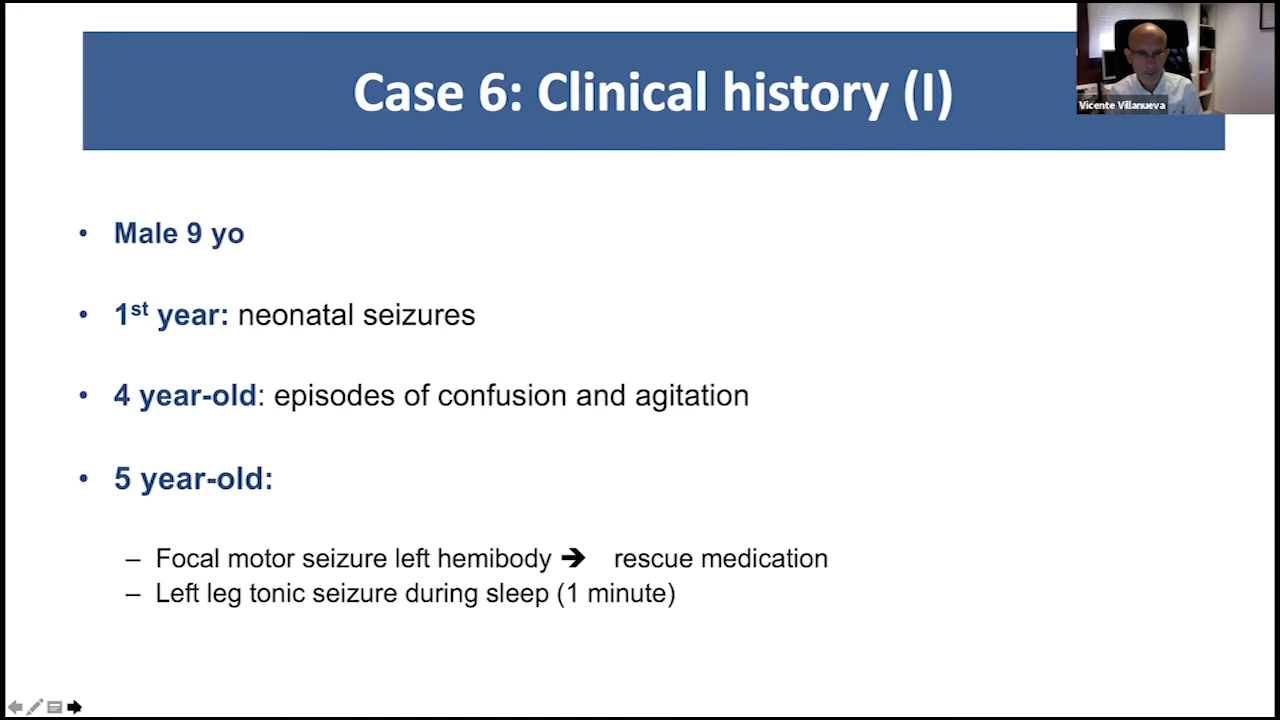 Case 6: Clinical history (I)
Vicente Villanueva
• Male 9 yo
• 1st year: neonatal seizures
• 4 year-old: episodes of confusion and agitation
• 5 year-old:
– Focal motor seizure left hemibody ➔ rescue medication
– Left leg tonic seizure during sleep (1 minute)